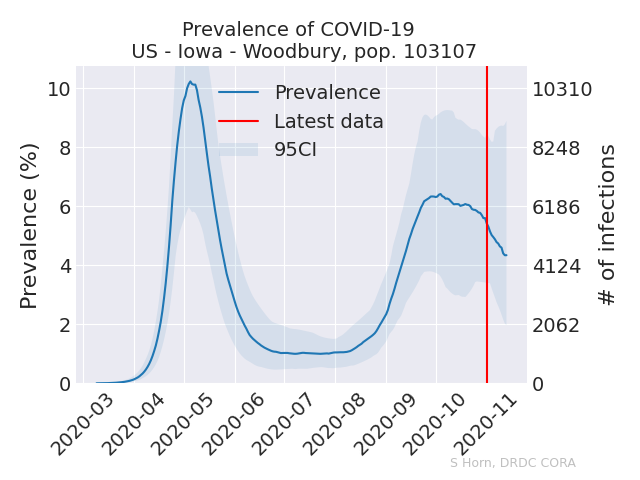 Prevalence of COVID-19
US - Iowa - Woodbury, pop. 103107
Prevalence (%)
10
8
6
4
2
0
Prevalence
Latest data
95CI
10310
8248
6186
4124
2062
0
# of infections
2020-03
2020-04
2020-05
2020-06
2020-07
2020-08
2020-09
2020-10
2020-11
S Horn, DRDC CORA